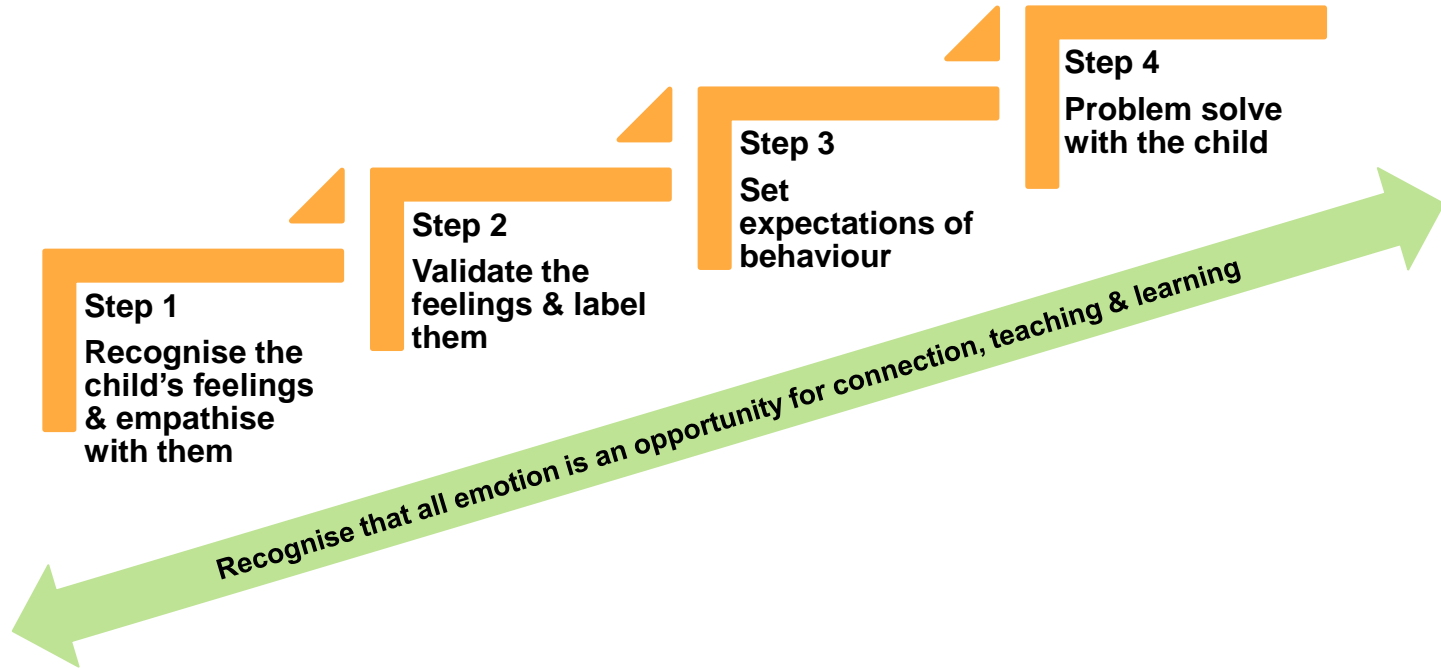 Step 1
Recognise the
child’s feelings
& empathise
with them
Step 2
Validate the
feelings & label
them
Step 3
Set
expectations of
behaviour
Step 4
Problem solve
with the child
Recognise that all emotion is an opportunity for connection, teaching & learning